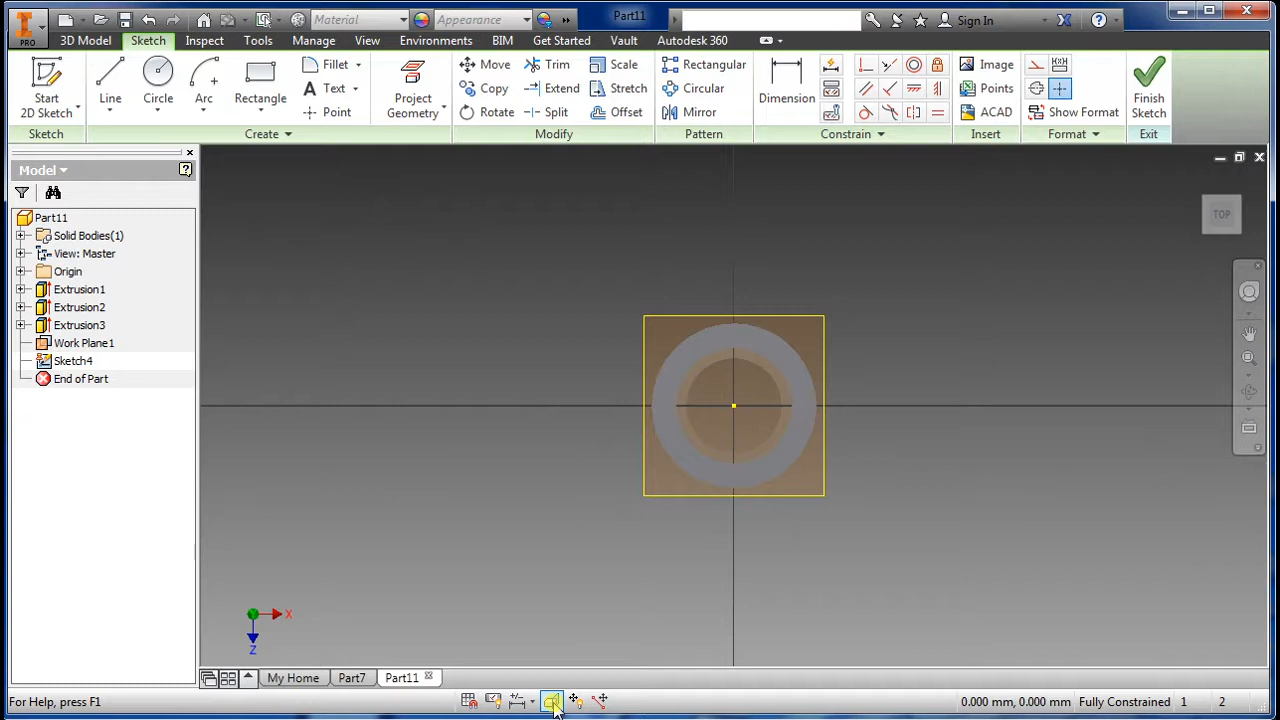 Material
Appearance
Part11
Sign In
PRO
3D Model Sketch Inspect Tools Manage View Environments BIM Get Started Vault Autodesk 360
Start
2D Sketch
Line
Circle
Arc
Rectangle
Fillet
Text
Point
Project
Geometry
Move
Copy
Rotate
Trim
Extend
Split
Scale
Stretch
Offset
Rectangular
Circular
Mirror
Dimension
Image
Points
ACAD
Show Format
Finish
Sketch
Sketch Create Modify Pattern Constrain Insert Format Exit
Model
Part11
Solid Bodies(1)
View: Master
Origin
Extrusion1
Extrusion2
Extrusion3
Work Plane1
Sketch4
End of Part
TOP
X
Z
My Home Part7 Part11
For Help, press F1
0.000 mm, 0.000 mm Fully Constrained 1 2